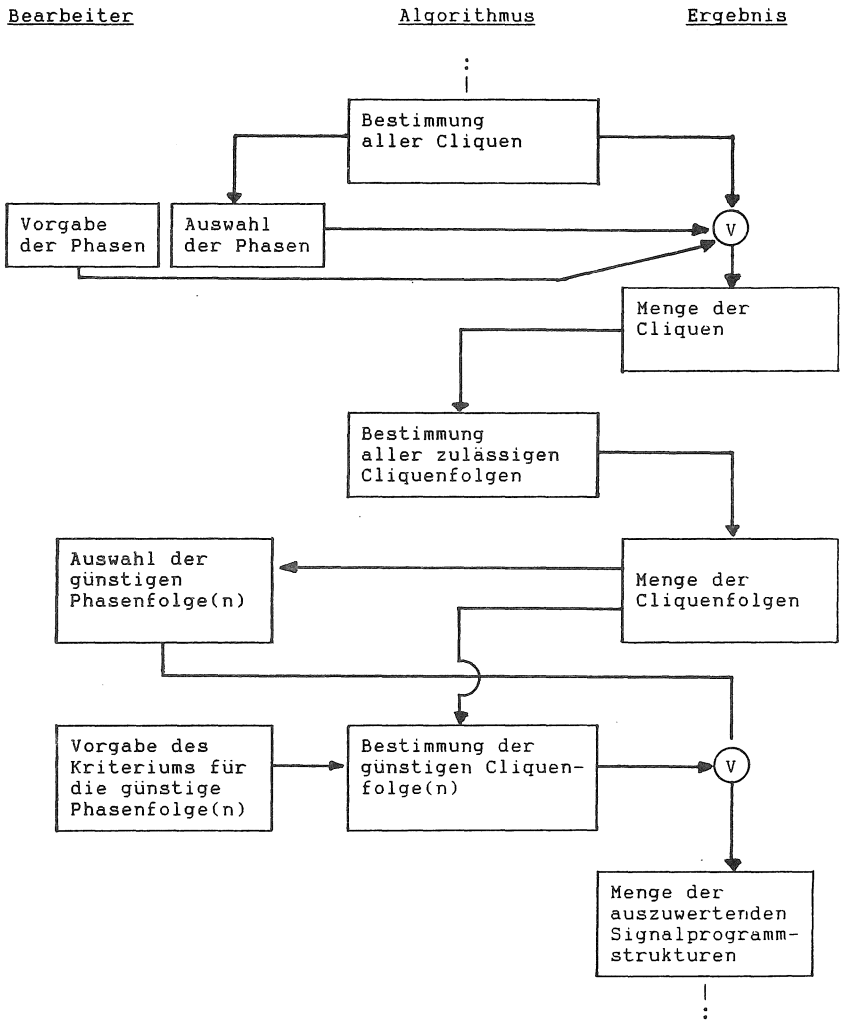 Bearbeiter
Algorithmus
Ergebnis
Bestimmung
aller Cliquen
Vorgabe
der Phasen
Auswahl
der Phasen
V
Menge der
Cliquen
Bestimmung
aller zulässigen
Cliquenfolgen
Auswahl der
günstigen
Phasenfolge(n)
Menge der
Cliquenfolgen
Vorgabe des
Kriteriums für
die günstige
Phasenfolge(n)
Bestimmung der
günstigen Cliquen-
folge(n)
V
Menge der
auszuwertenden
Signalprogramm-
strukturen